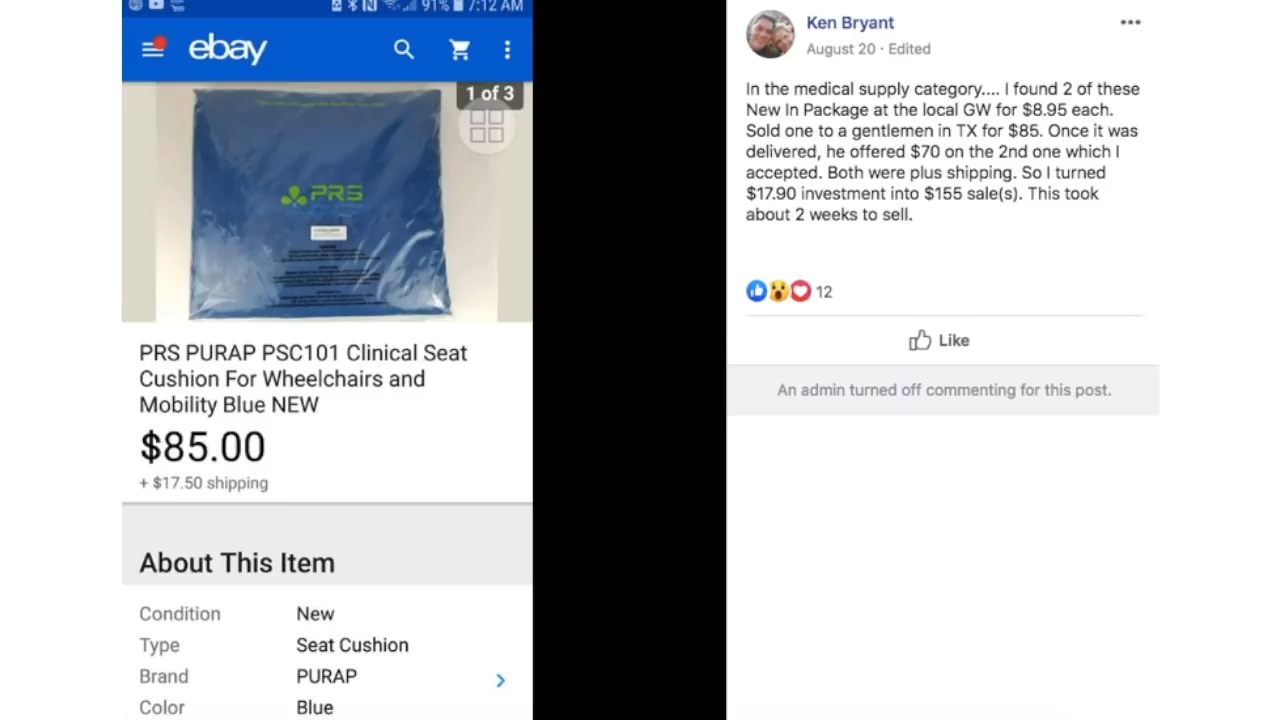 91% 7:12 AM
ebay
1 of 3
PRS
PRS PURAP PSC101 Clinical Seat
Cushion For Wheelchairs and
Mobility Blue NEW
$85.00
+ $17.50 shipping
About This Item
Condition New
Type Seat Cushion
Brand PURAP
Color Blue
Ken Bryant
August 20 · Edited
In the medical supply category.... I found 2 of these
New In Package at the local GW for $8.95 each.
Sold one to a gentlemen in TX for $85. Once it was
delivered, he offered $70 on the 2nd one which I
accepted. Both were plus shipping. So I turned
$17.90 investment into $155 sale(s). This took
about 2 weeks to sell.
12
Like
An admin turned off commenting for this post.